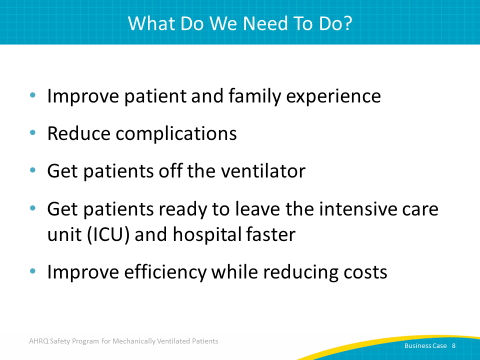 What Do We Need To Do?
• Improve patient and family experience
• Reduce complications
• Get patients off the ventilator
• Get patients ready to leave the intensive care
unit (ICU) and hospital faster
• Improve efficiency while reducing costs
AHRQ Safety Program for Mechanically Ventilated Patients
Business Case 8